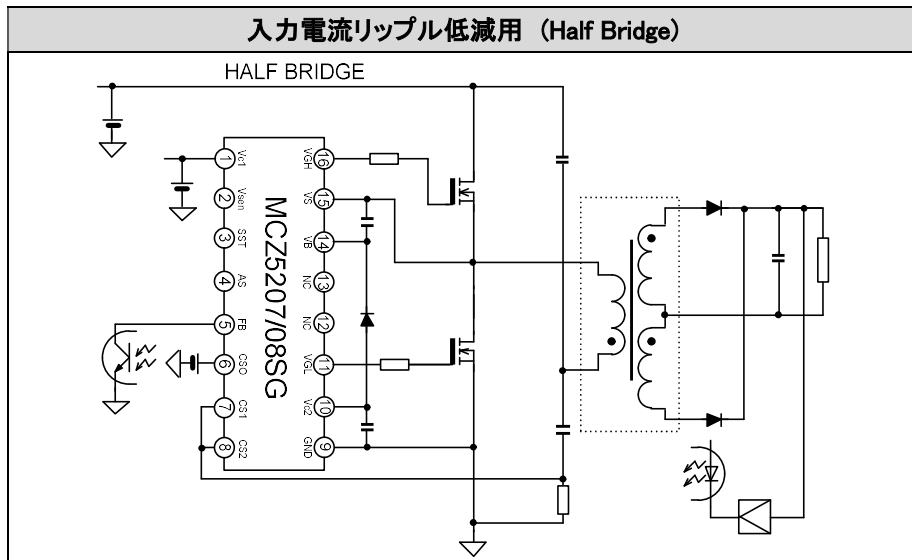 入力電流リップル低減用 (Half Bridge)
HALF BRIDGE
MCZ5207/08SG
1 Vc1
2 Vsen
3 SST
4 AS
5 FB
6 CSO
7 CS1
8 CS2
16 VGH
15 VS
14 VB
13 NC
12 NC
11 VGL
10 Vc2
9 GND